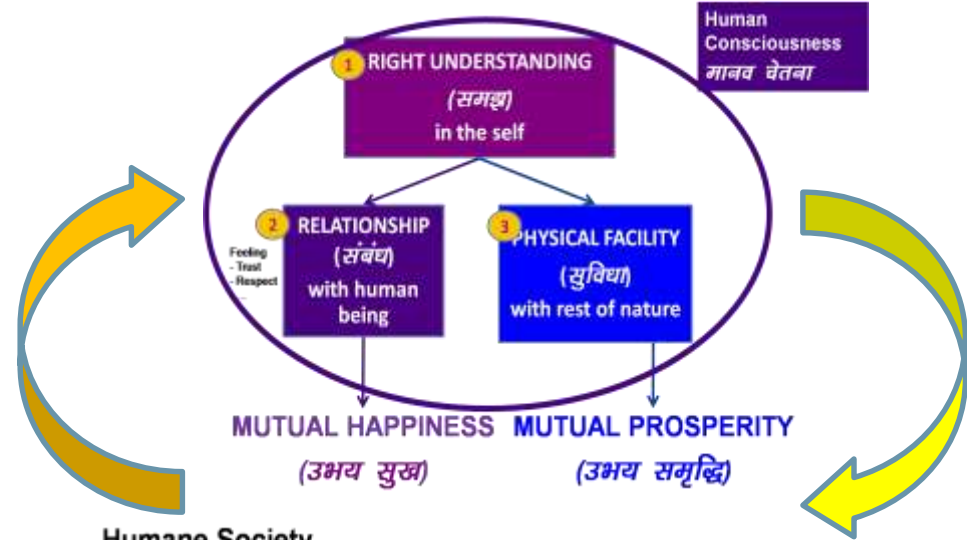 Human
Consciousness
मानव चेतना
1
RIGHT UNDERSTANDING
(समझ)
in the self
2
RELATIONSHIP
(संबंध)
with human
being
Feeling
- Trust
- Respect
...
3
PHYSICAL FACILITY
(सुविधा)
with rest of nature
MUTUAL HAPPINESS
(उभय सुख)
MUTUAL PROSPERITY
(उभय समृद्धि)
Humane Society